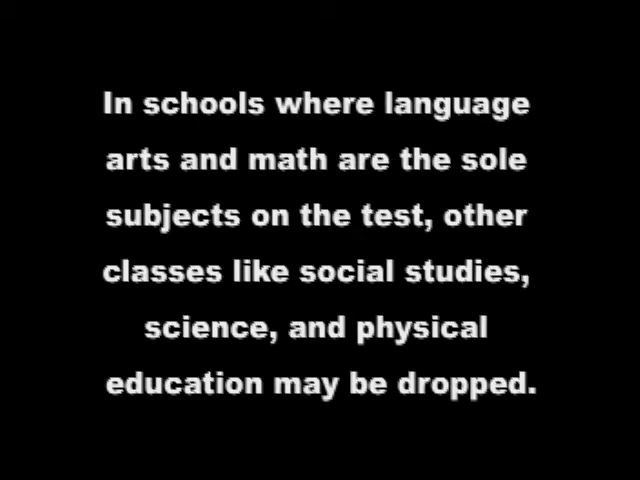 In schools where language
arts and math are the sole
subjects on the test, other
classes like social studies,
science, and physical
education may be dropped.